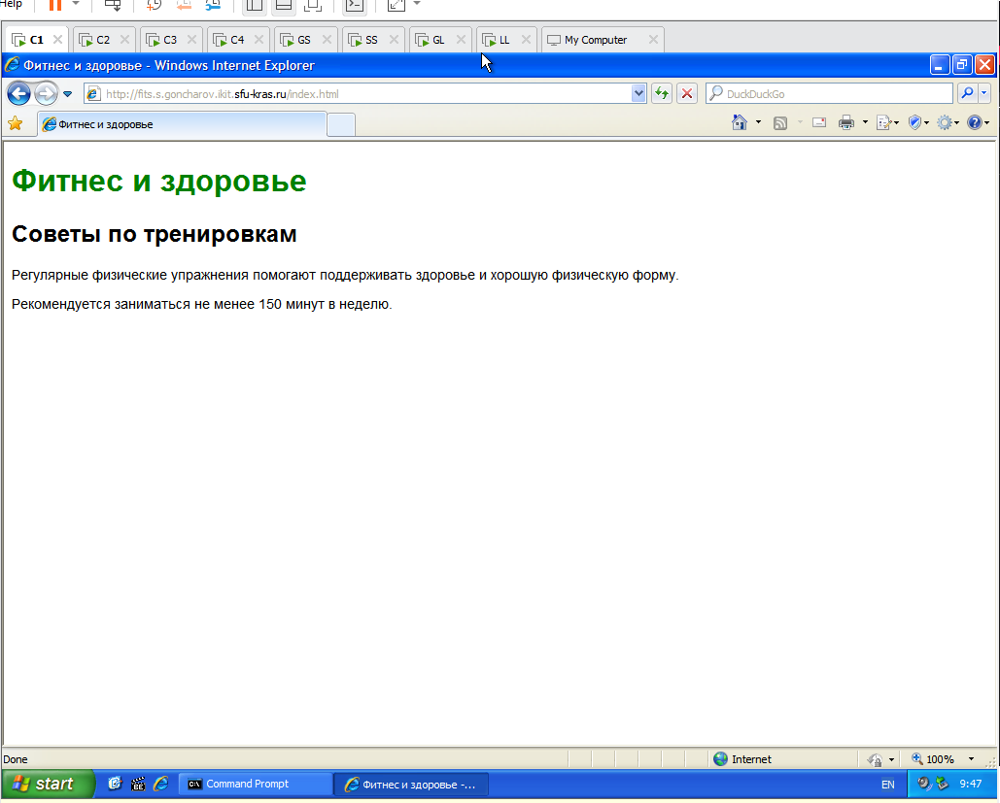 Help
C1
C2
C3
C4
GS
SS
GL
LL
My Computer
Фитнес и здоровье - Windows Internet Explorer
http://fits.s.goncharov.ikit.sfu-kras.ru/index.html
DuckDuckGo
Фитнес и здоровье
Фитнес и здоровье
Советы по тренировкам
Регулярные физические упражнения помогают поддерживать здоровье и хорошую физическую форму.
Рекомендуется заниматься не менее 150 минут в неделю.
Done
Internet
100%
start
Command Prompt
Фитнес и здоровье -...
EN
9:47